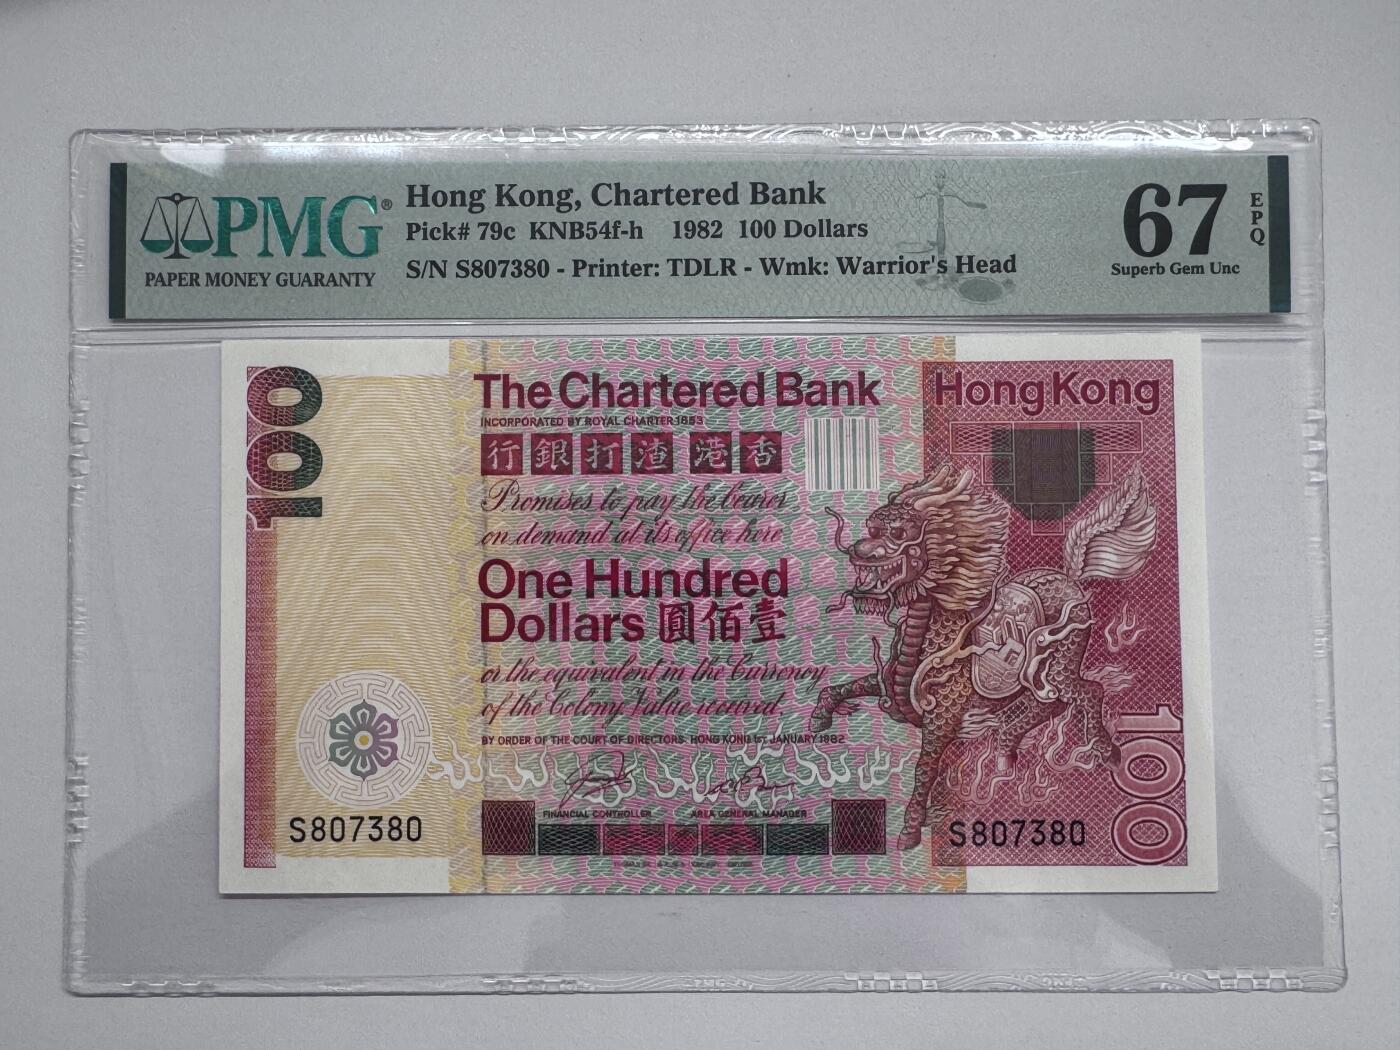 PMG®
PAPER MONEY GUARANTY
Hong Kong, Chartered Bank
Pick# 79c KNB54f-h 1982 100 Dollars
S/N S807380 - Printer: TDLR - Wmk: Warrior's Head
67
EPQ
Superb Gem Unc
100
The Chartered Bank
Hong Kong
INCORPORATED BY ROYAL CHARTER 1853
行銀打渣 港香
Promises to pay the bearer
on demand at its office here
One Hundred
Dollars 圓佰壹
or the equivalent in the Currency
of the Colony Value received
BY ORDER OF THE COURT OF DIRECTORS HONG KONG 1ST JANUARY 1982
100
FINANCIAL CONTROLLER
AREA GENERAL MANAGER
S807380
S807380